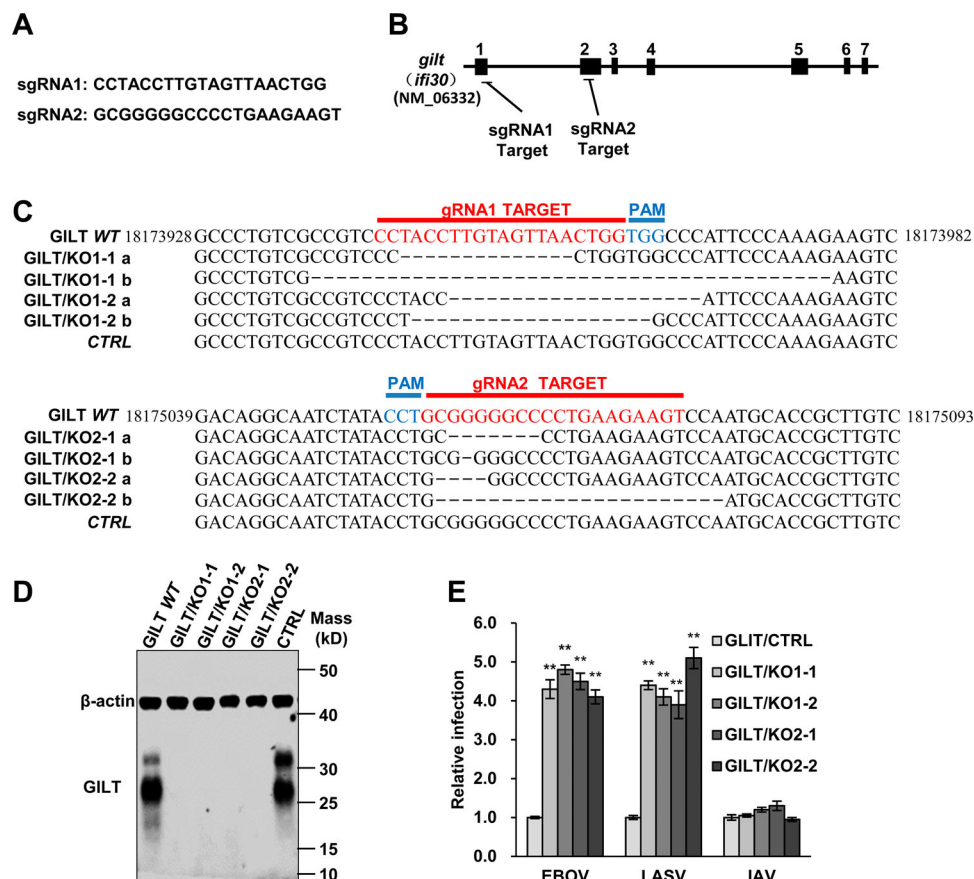 A
sgRNA1: CCTACCTTGTAGTTAACTGG
sgRNA2: GCGGGGGCCCCTGAAGAAGT
B
gilt
(ifi30)
(NM_06332)
1 2 3 4 5 6 7
sgRNA1 Target
sgRNA2 Target
C
gRNA1 TARGET PAM
GILT WT 18173928 GCCCTGTCGCCGTCCCTACCTTGTAGTTAACTGGTGGCCCATTCCCAAAGAAGTC 18173982
GILT/KO1-1 a GCCCTGTCGCCGTCCC--------------CTGGTGGCCCATTCCCAAAGAAGTC
GILT/KO1-1 b GCCCTGTCG-----------------------------------------AAGTC
GILT/KO1-2 a GCCCTGTCGCCGTCCCTACC--------------------ATTCCCAAAGAAGTC
GILT/KO1-2 b GCCCTGTCGCCGTCCCT-------------------GCCCATTCCCAAAGAAGTC
CTRL GCCCTGTCGCCGTCCCTACCTTGTAGTTAACTGGTGGCCCATTCCCAAAGAAGTC
PAM gRNA2 TARGET
GILT WT 18175039 GACAGGCAATCTATACCTGCGGGGGCCCCTGAAGAAGTCCAATGCACCGCTTGTC 18175093
GILT/KO2-1 a GACAGGCAATCTATACCTGC-------CCTGAAGAAGTCCAATGCACCGCTTGTC
GILT/KO2-1 b GACAGGCAATCTATACCTGCG-GGGCCCCTGAAGAAGTCCAATGCACCGCTTGTC
GILT/KO2-2 a GACAGGCAATCTATACCTG----GGCCCCTGAAGAAGTCCAATGCACCGCTTGTC
GILT/KO2-2 b GACAGGCAATCTATACCTG----------------------ATGCACCGCTTGTC
CTRL GACAGGCAATCTATACCTGCGGGGGCCCCTGAAGAAGTCCAATGCACCGCTTGTC
D
GILT WT
GILT/KO1-1
GILT/KO1-2
GILT/KO2-1
GILT/KO2-2
CTRL
Mass
(kD)
50
β-actin
40
30
GILT
25
15
10
E
Relative infection
6.0
5.0
4.0
3.0
2.0
1.0
0.0
** ** ** **
** ** ** **
GLIT/CTRL
GILT/KO1-1
GILT/KO1-2
GILT/KO2-1
GILT/KO2-2
EBOV LASV IAV